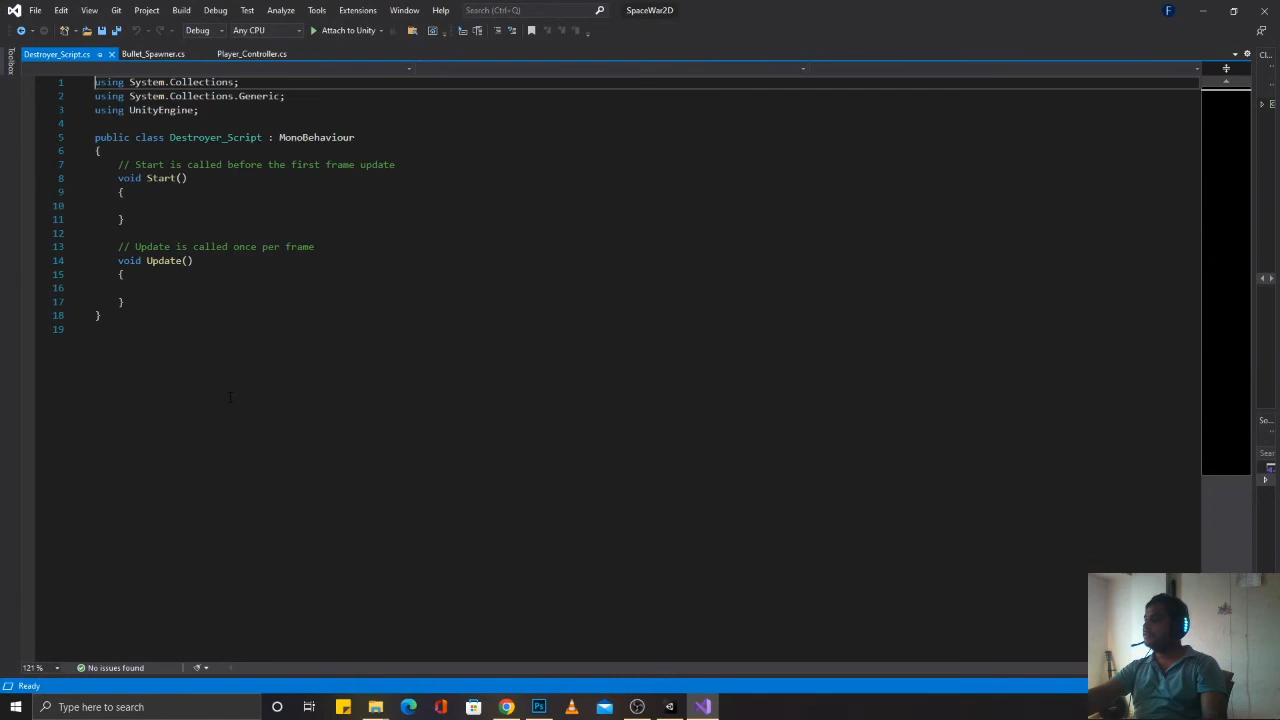 File Edit View Git Project Build Debug Test Analyze Tools Extensions Window Help Search (Ctrl+Q) SpaceWar2D F
Debug Any CPU Attach to Unity
Destroyer_Script.cs Bullet_Spawner.cs Player_Controller.cs
Toolbox
1 using System.Collections;
2 using System.Collections.Generic;
3 using UnityEngine;
4
5 public class Destroyer_Script : MonoBehaviour
6 {
7 // Start is called before the first frame update
8 void Start()
9 {
10
11 }
12
13 // Update is called once per frame
14 void Update()
15 {
16
17 }
18 }
19
Cl...
So...
Sear
121 % No issues found
Ready
Type here to search